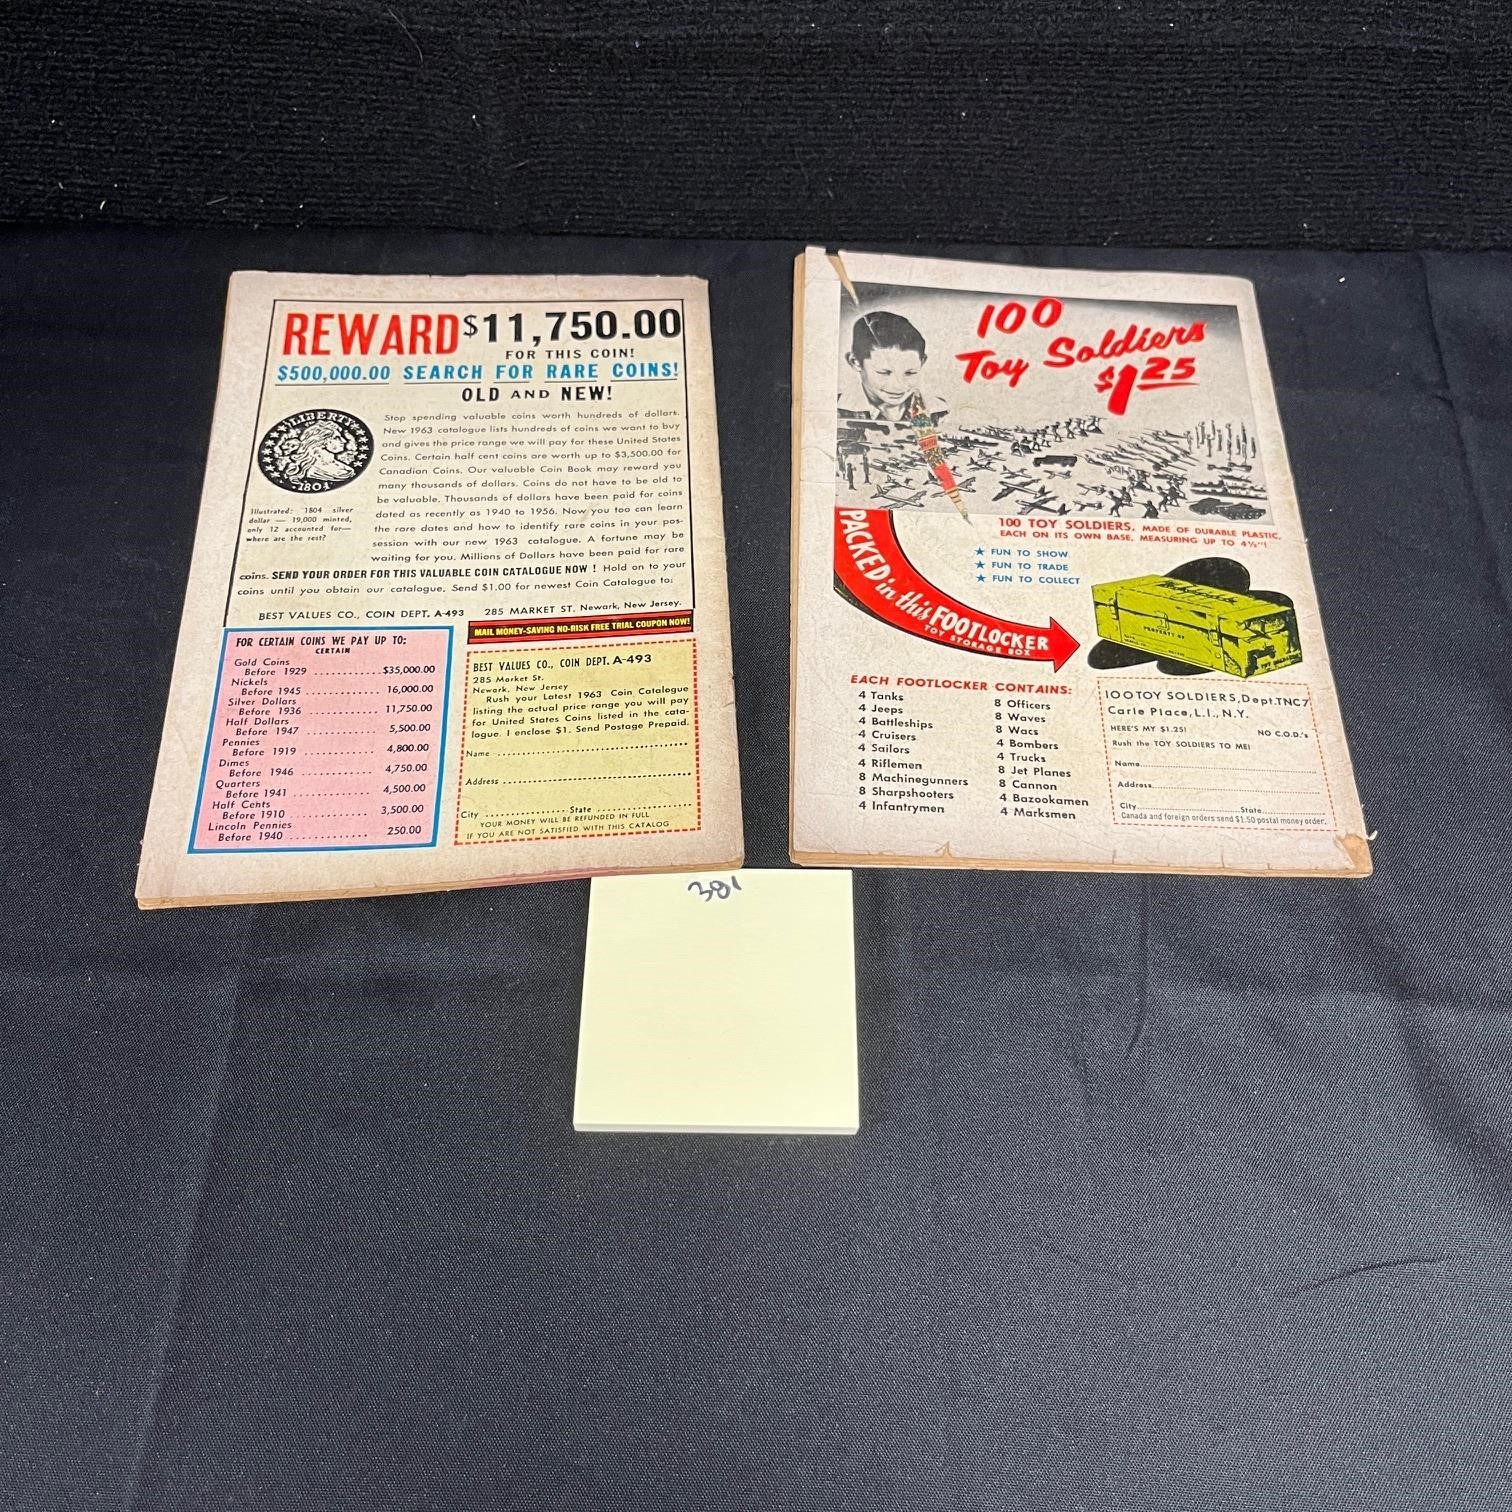 REWARD $11,750.00
FOR THIS COIN!
$500,000.00 SEARCH FOR RARE COINS!
OLD AND NEW!
LIBERTY
1804
Illustrated: 1804 silver
dollar — 19,000 minted,
only 12 accounted for—
where are the rest?
Stop spending valuable coins worth hundreds of dollars.
New 1963 catalogue lists hundreds of coins we want to buy
and gives the price range we will pay for these United States
Coins. Certain half cent coins are worth up to $3,500.00 for
Canadian Coins. Our valuable Coin Book may reward you
many thousands of dollars. Coins do not have to be old to
be valuable. Thousands of dollars have been paid for coins
dated as recently as 1940 to 1956. Now you too can learn
the rare dates and how to identify rare coins in your pos-
session with our new 1963 catalogue. A fortune may be
waiting for you. Millions of Dollars have been paid for rare
coins. SEND YOUR ORDER FOR THIS VALUABLE COIN CATALOGUE NOW ! Hold on to your
coins until you obtain our catalogue. Send $1.00 for newest Coin Catalogue to:
BEST VALUES CO., COIN DEPT. A-493 285 MARKET ST. Newark, New Jersey.
FOR CERTAIN COINS WE PAY UP TO:
CERTAIN
Gold Coins
Before 1929 ............ $35,000.00
Nickels
Before 1945 ............ 16,000.00
Silver Dollars
Before 1936 ............ 11,750.00
Half Dollars
Before 1947 ............ 5,500.00
Pennies
Before 1919 ............ 4,800.00
Dimes
Before 1946 ............ 4,750.00
Quarters
Before 1941 ............ 4,500.00
Half Cents
Before 1910 ............ 3,500.00
Lincoln Pennies
Before 1940 ............ 250.00
MAIL MONEY-SAVING NO-RISK FREE TRIAL COUPON NOW!
BEST VALUES CO., COIN DEPT. A-493
285 Market St.
Newark, New Jersey
Rush your Latest 1963 Coin Catalogue
listing the actual price range you will pay
for United States Coins listed in the cata-
logue. I enclose $1. Send Postage Prepaid.
Name
Address
City State
YOUR MONEY WILL BE REFUNDED IN FULL
IF YOU ARE NOT SATISFIED WITH THIS CATALOG
100
Toy Soldiers
$1.25
100 TOY SOLDIERS, MADE OF DURABLE PLASTIC,
EACH ON ITS OWN BASE, MEASURING UP TO 4½"!
★ FUN TO SHOW
★ FUN TO TRADE
★ FUN TO COLLECT
PACKED in this FOOTLOCKER
TOY STORAGE BOX
PROPERTY OF
EACH FOOTLOCKER CONTAINS:
4 Tanks
4 Jeeps
4 Battleships
4 Cruisers
4 Sailors
4 Riflemen
8 Machinegunners
8 Sharpshooters
4 Infantrymen
8 Officers
8 Waves
8 Wacs
4 Bombers
4 Trucks
8 Jet Planes
8 Cannon
4 Bazookamen
4 Marksmen
100 TOY SOLDIERS, Dept. TNC7
Carle Place, L.I., N.Y.
HERE'S MY $1.25! NO C.O.D.'s
Rush the TOY SOLDIERS TO ME!
Name
Address
City State
Canada and foreign orders send $1.50 postal money order.
381